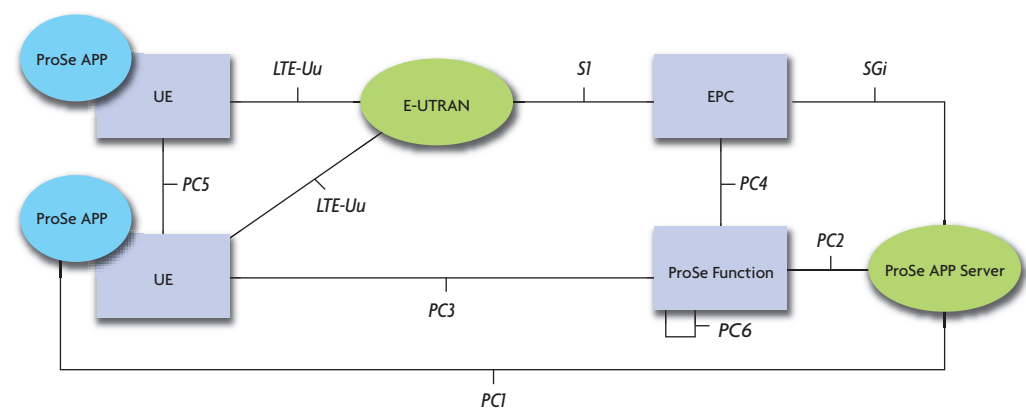 ProSe APP
UE
LTE-Uu
E-UTRAN
S1
EPC
SGi
PC5
LTE-Uu
PC4
ProSe APP
UE
PC3
ProSe Function
PC2
ProSe APP Server
PC6
PC1